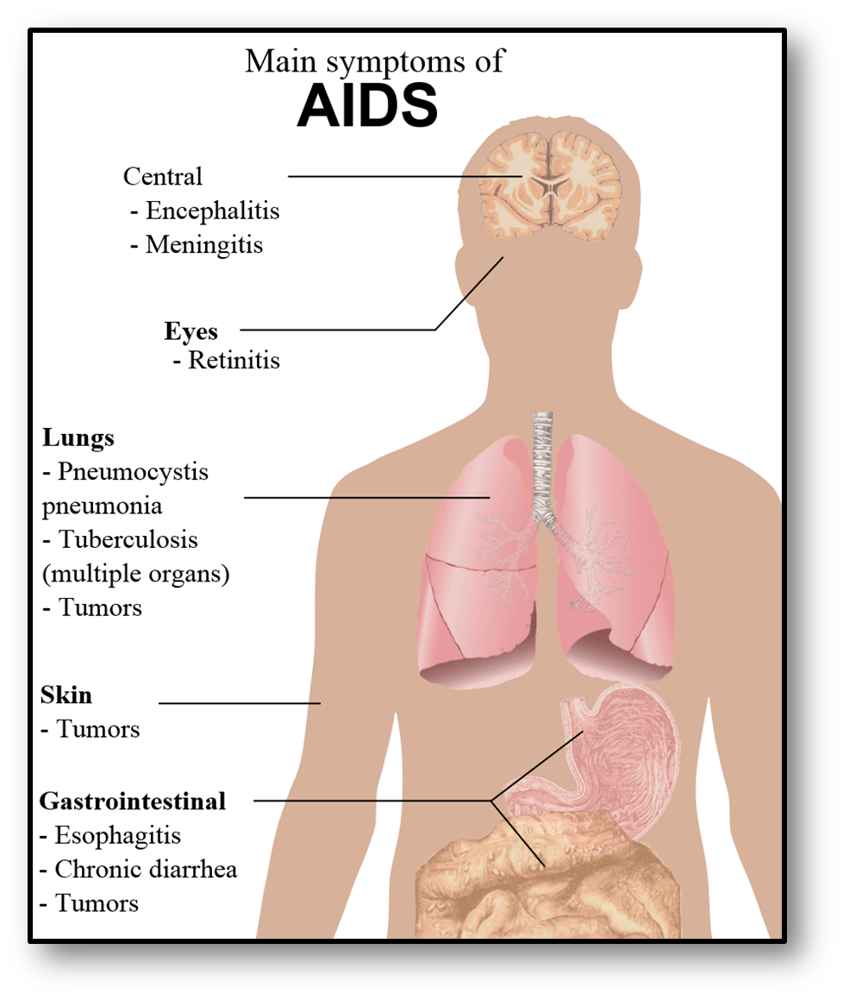 Main symptoms of
AIDS
Central
- Encephalitis
- Meningitis
Eyes
- Retinitis
Lungs
- Pneumocystis
pneumonia
- Tuberculosis
(multiple organs)
- Tumors
Skin
- Tumors
Gastrointestinal
- Esophagitis
- Chronic diarrhea
- Tumors